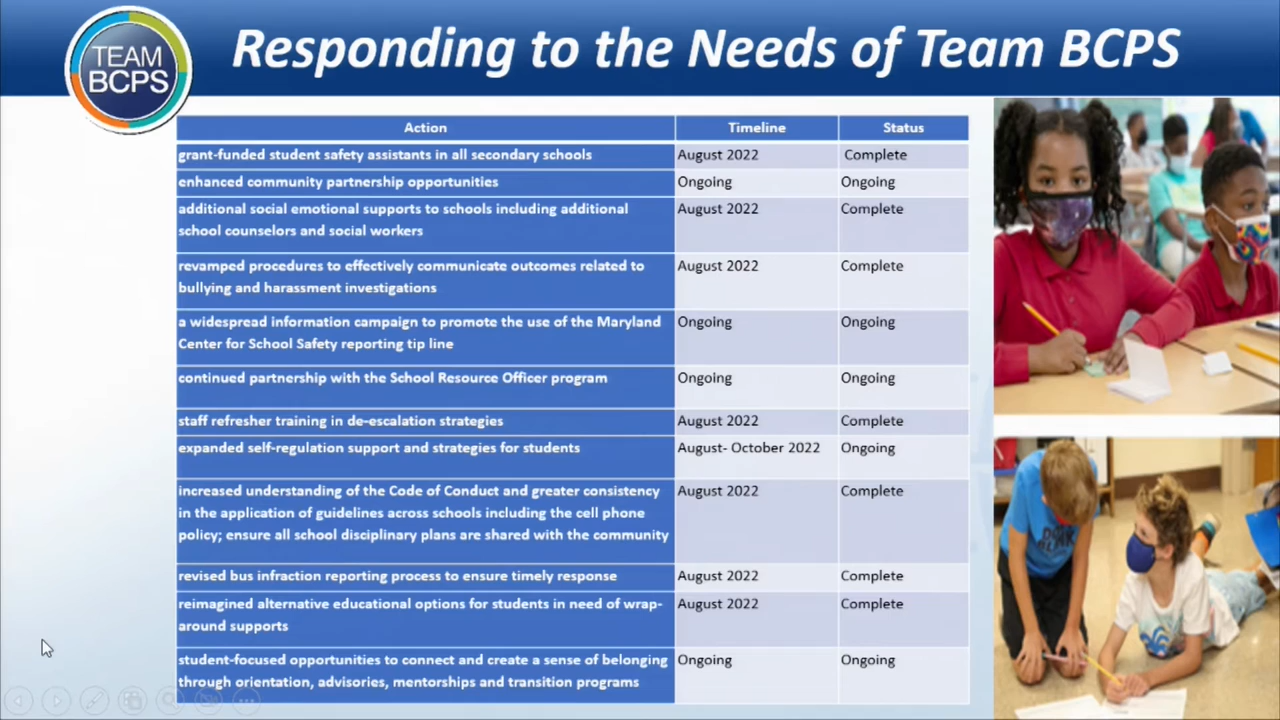 TEAM
BCPS
Responding to the Needs of Team BCPS
Action Timeline Status
grant-funded student safety assistants in all secondary schools August 2022 Complete
enhanced community partnership opportunities Ongoing Ongoing
additional social emotional supports to schools including additional August 2022 Complete
school counselors and social workers
revamped procedures to effectively communicate outcomes related to August 2022 Complete
bullying and harassment investigations
a widespread information campaign to promote the use of the Maryland Ongoing Ongoing
Center for School Safety reporting tip line
continued partnership with the School Resource Officer program Ongoing Ongoing
staff refresher training in de-escalation strategies August 2022 Complete
expanded self-regulation support and strategies for students August- October 2022 Ongoing
increased understanding of the Code of Conduct and greater consistency August 2022 Complete
in the application of guidelines across schools including the cell phone
policy; ensure all school disciplinary plans are shared with the community
revised bus infraction reporting process to ensure timely response August 2022 Complete
reimagined alternative educational options for students in need of wrap- August 2022 Complete
around supports
student-focused opportunities to connect and create a sense of belonging Ongoing Ongoing
through orientation, advisories, mentorships and transition programs